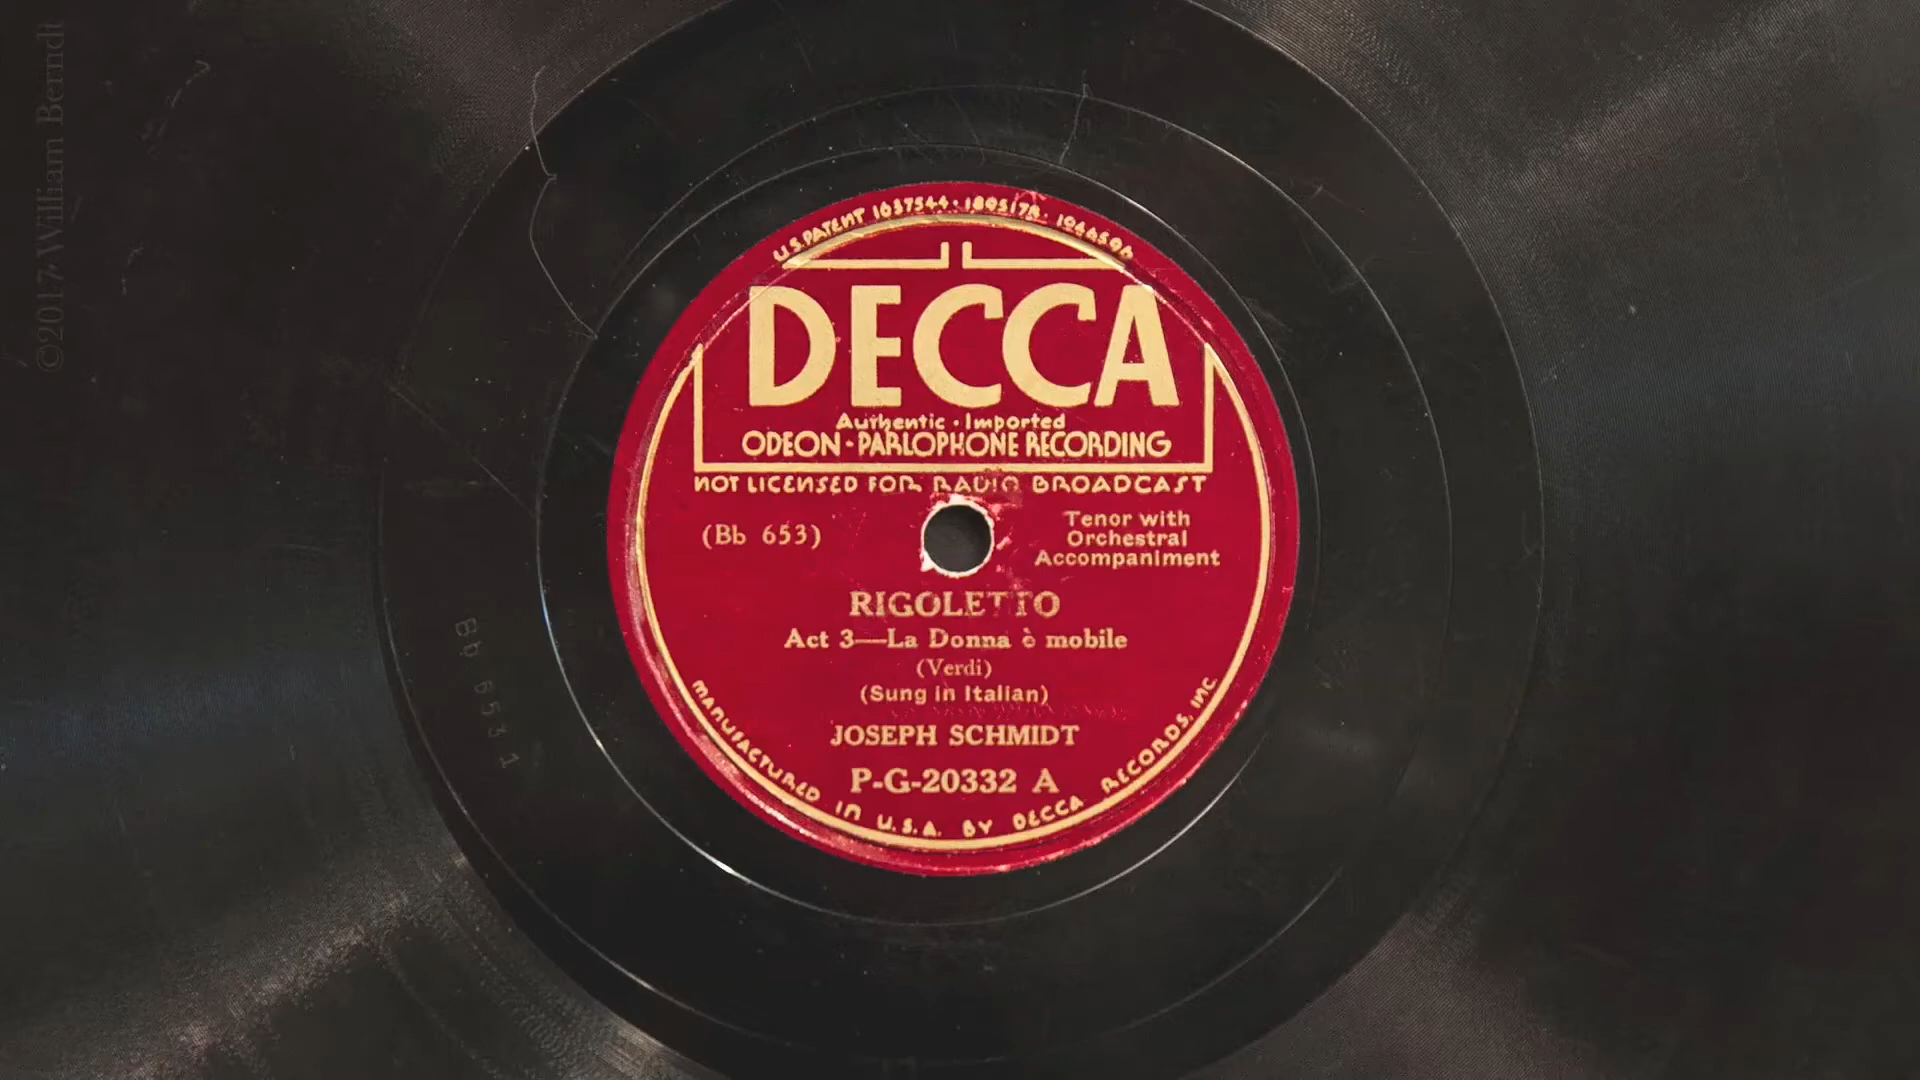 ©2017 William Berndt
U.S. PATENT 1637544 · 1805178 · 1844596
DECCA
Authentic · Imported
ODEON · PARLOPHONE RECORDING
NOT LICENSED FOR RADIO BROADCAST
(Bb 653)
Tenor with
Orchestral
Accompaniment
RIGOLETTO
Act 3—La Donna è mobile
(Verdi)
(Sung in Italian)
JOSEPH SCHMIDT
P-G-20332 A
MANUFACTURED IN U.S.A. BY DECCA RECORDS, INC.
Bb 653 1